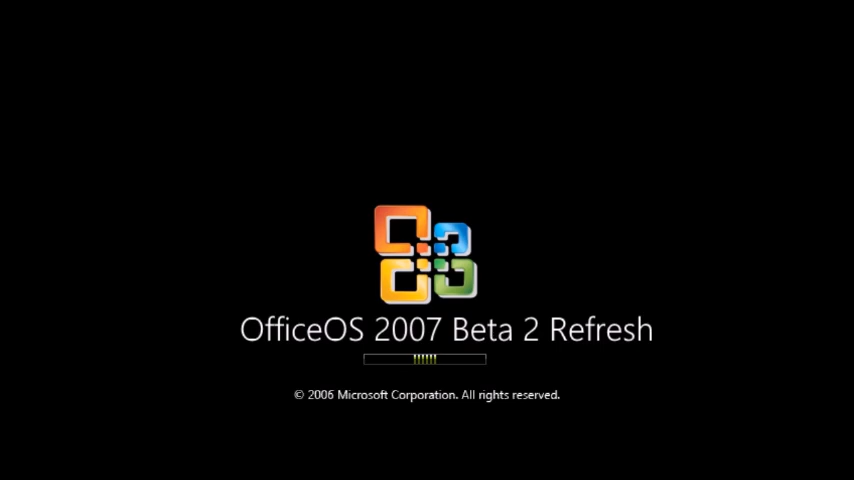 OfficeOS 2007 Beta 2 Refresh
© 2006 Microsoft Corporation. All rights reserved.